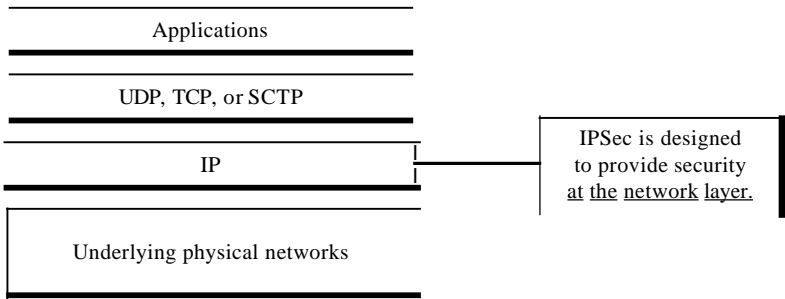 Applications
UDP, TCP, or SCTP
IP
IPSec is designed
to provide security
at the network layer.
Underlying physical networks